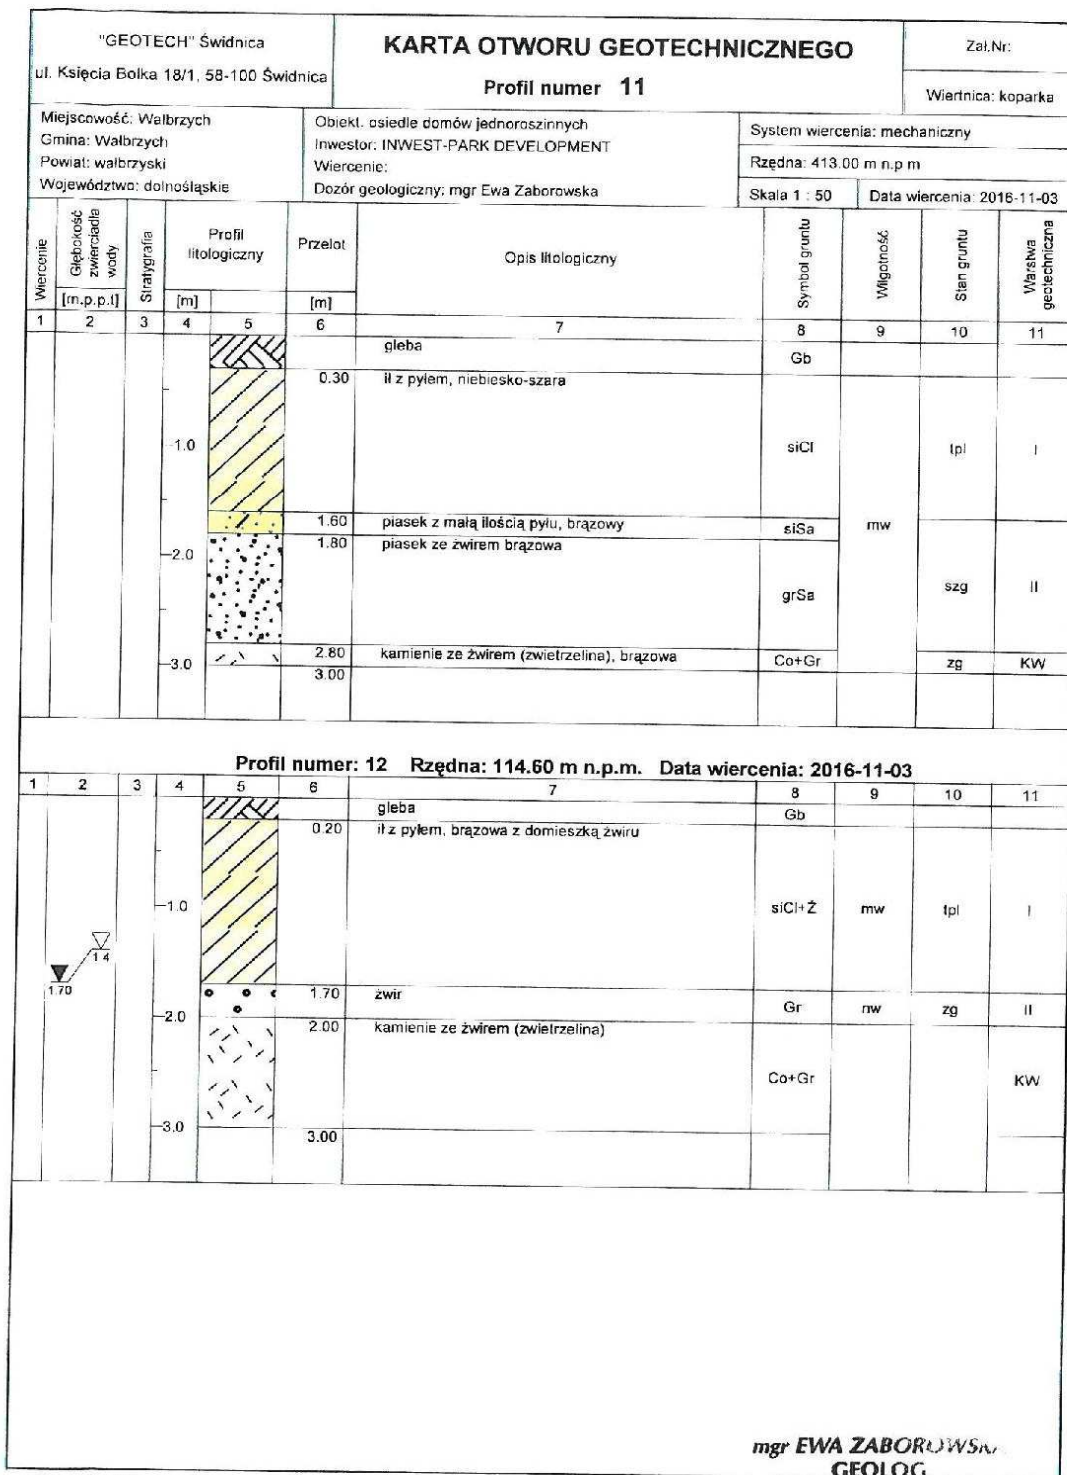 "GEOTECH" Świdnica
ul. Księcia Bolka 18/1, 58-100 Świdnica
KARTA OTWORU GEOTECHNICZNEGO
Profil numer 11
Zał.Nr:
Wiertnica: koparka
Miejscowość: Wałbrzych
Gmina: Wałbrzych
Powiat: wałbrzyski
Województwo: dolnośląskie
Obiekt. osiedle domów jednoroszinnych
Inwestor: INWEST-PARK DEVELOPMENT
Wiercenie:
Dozór geologiczny: mgr Ewa Zaborowska
System wiercenia: mechaniczny
Rzędna: 413.00 m n.p m
Skala 1 : 50 Data wiercenia: 2016-11-03
Wiercenie
Głębokość zwierciadła wody
[m.p.p.t]
Stratygrafia
Profil litologiczny
[m]
Przelot
[m]
Opis litologiczny
Symbol gruntu
Wilgotność
Stan gruntu
Warstwa geotechniczna
1 2 3 4 5 6 7 8 9 10 11
gleba Gb
0.30 ił z pyłem, niebiesko-szara
1.0 siCl tpl I
1.60 piasek z małą ilością pyłu, brązowy siSa mw
1.80 piasek ze żwirem brązowa
2.0 grSa szg II
2.80 kamienie ze żwirem (zwietrzelina), brązowa Co+Gr zg KW
3.0
3.00
Profil numer: 12 Rzędna: 114.60 m n.p.m. Data wiercenia: 2016-11-03
1 2 3 4 5 6 7 8 9 10 11
gleba Gb
0.20 ił z pyłem, brązowa z domieszką żwiru
1.0 siCl+Ż mw tpl I
1.4
1.70
1.70 żwir Gr nw zg II
2.0
2.00 kamienie ze żwirem (zwietrzelina)
Co+Gr KW
3.0
3.00
mgr EWA ZABOROWSK
GEOLOG